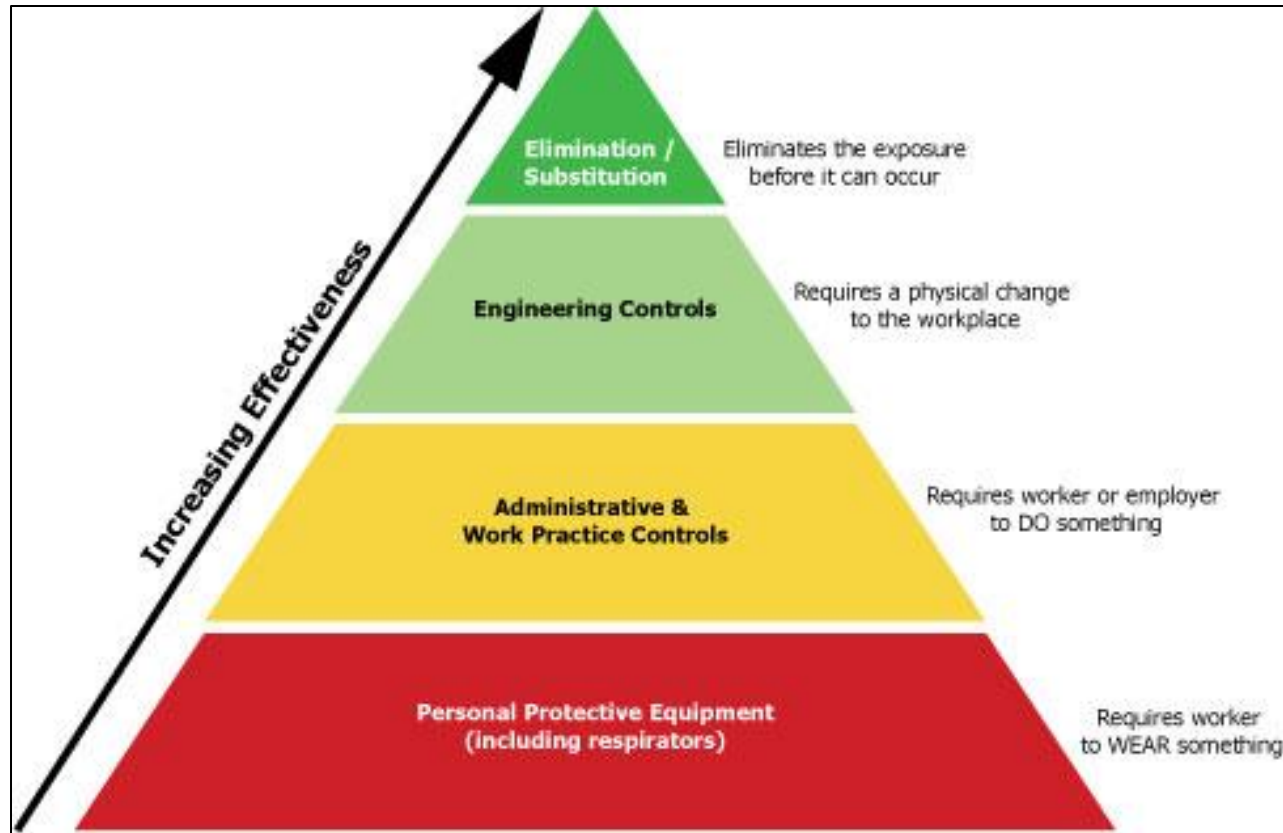 Increasing Effectiveness
Elimination /
Substitution
Eliminates the exposure
before it can occur
Engineering Controls
Requires a physical change
to the workplace
Administrative &
Work Practice Controls
Requires worker or employer
to DO something
Personal Protective Equipment
(including respirators)
Requires worker
to WEAR something